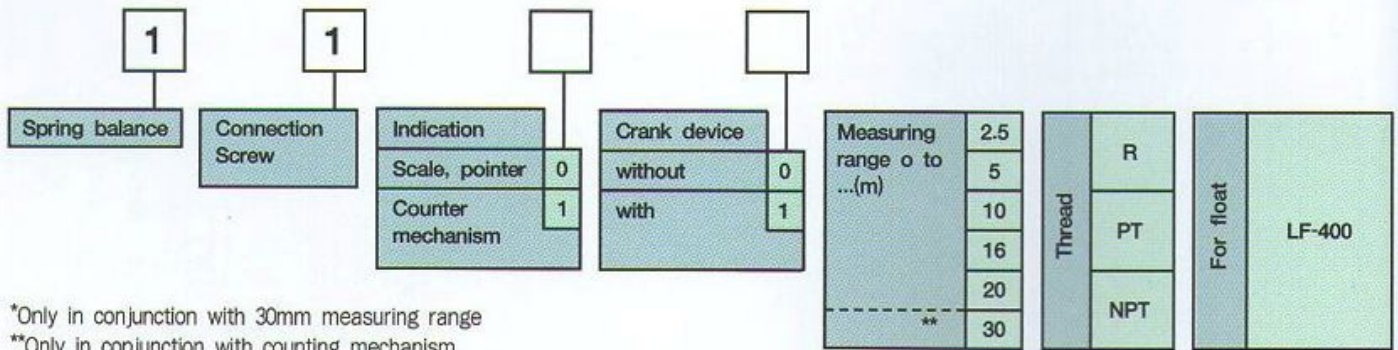 1
1
Spring balance
Connection
Screw
Indication
Scale, pointer 0
Counter 1
mechanism
Crank device
without 0
with 1
Measuring
range o to
...(m)
2.5
5
10
16
20
** 30
Thread
R
PT
NPT
For float
LF-400
*Only in conjunction with 30mm measuring range
**Only in conjunction with counting mechanism